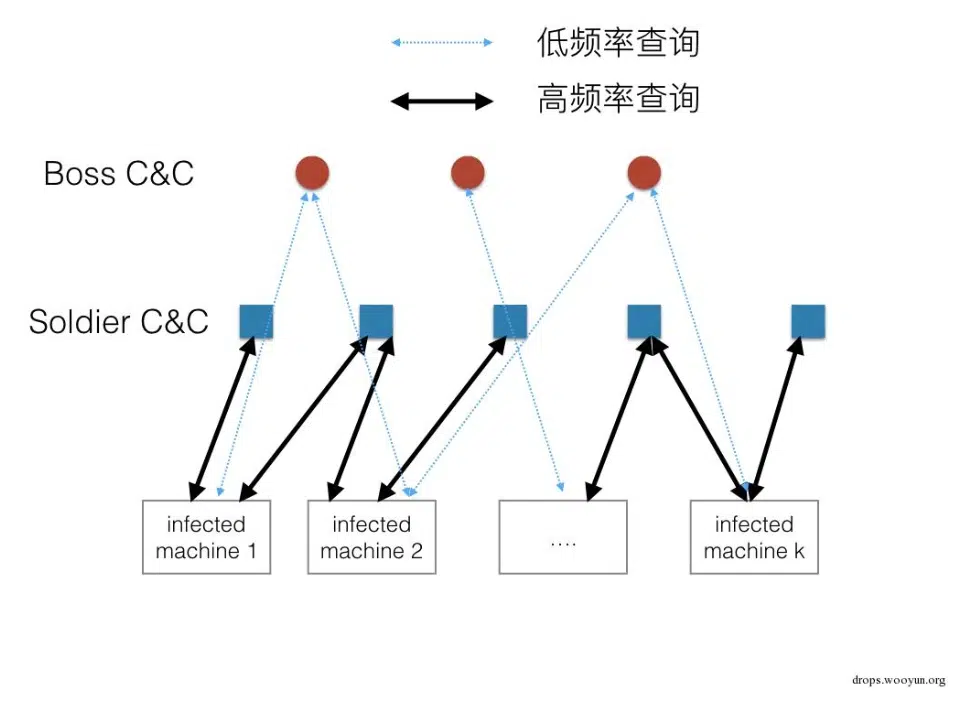 低频率查询
高频率查询
Boss C&C
Soldier C&C
infected
machine 1
infected
machine 2
....
infected
machine k
drops.wooyun.org